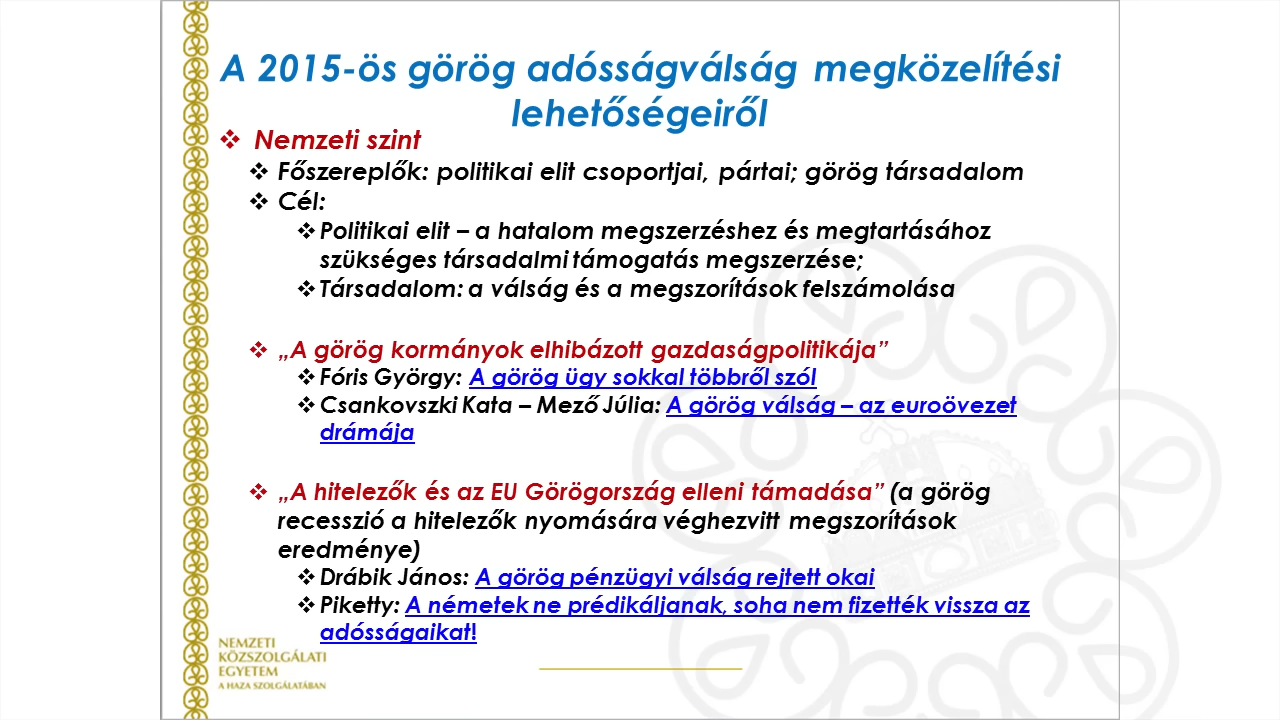 A 2015-ös görög adósságválság megközelítési
lehetőségeiről
❖ Nemzeti szint
❖ Főszereplők: politikai elit csoportjai, pártai; görög társadalom
❖ Cél:
❖ Politikai elit – a hatalom megszerzéshez és megtartásához
szükséges társadalmi támogatás megszerzése;
❖ Társadalom: a válság és a megszorítások felszámolása
❖ „A görög kormányok elhibázott gazdaságpolitikája”
❖ Fóris György: A görög ügy sokkal többről szól
❖ Csankovszki Kata – Mező Júlia: A görög válság – az euroövezet
drámája
❖ „A hitelezők és az EU Görögország elleni támadása” (a görög
recesszió a hitelezők nyomására véghezvitt megszorítások
eredménye)
❖ Drábik János: A görög pénzügyi válság rejtett okai
❖ Piketty: A németek ne prédikáljanak, soha nem fizették vissza az
adósságaikat!
NEMZETI
KÖZSZOLGÁLATI
EGYETEM
A HAZA SZOLGÁLATÁBAN